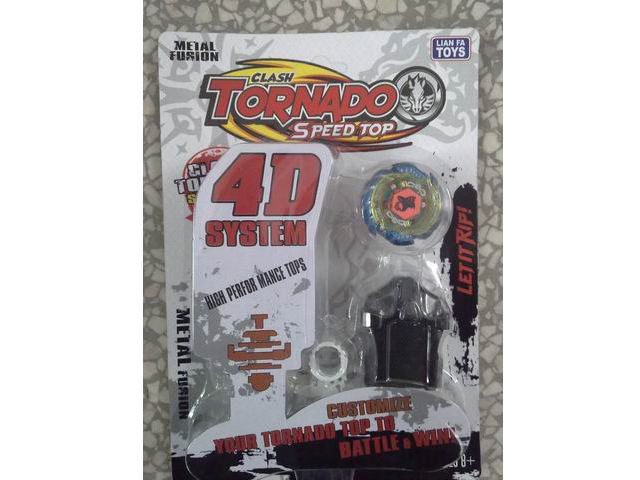 METAL
FUSION
LIAN FA
TOYS
CLASH
TORNADO
SPEED TOP
4D
SYSTEM
HIGH PERFOR MANCE TOPS
LET IT RIP!
METAL FUSION
CUSTOMIZE
YOUR TORNADO TOP TO
BATTLE & WIN!
8+